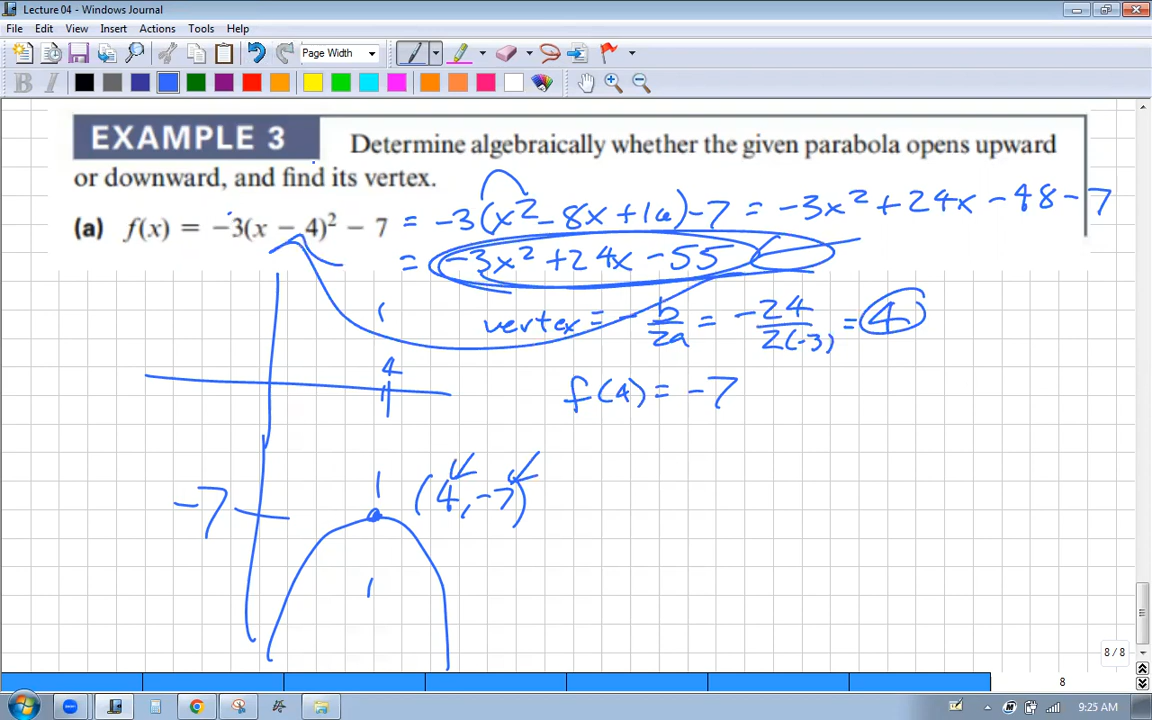 Lecture 04 - Windows Journal
File Edit View Insert Actions Tools Help
Page Width
B I
EXAMPLE 3 Determine algebraically whether the given parabola opens upward
or downward, and find its vertex.
(a) f(x) = −3(x − 4)² − 7 = -3(x² - 8x + 16) - 7 = -3x² + 24x - 48 - 7
= -3x² + 24x - 55
vertex = - b/2a = -24/2(-3) = 4
4
f(4) = -7
(4, -7)
-7
8 / 8
8
9:25 AM